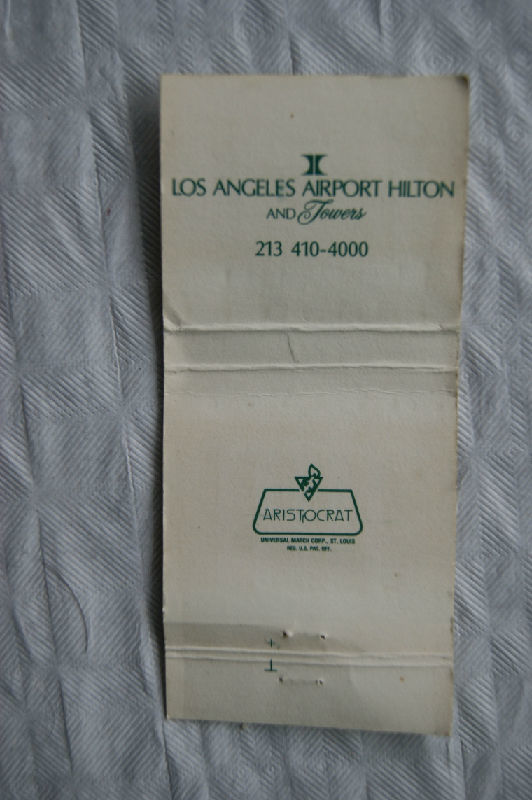 LOS ANGELES AIRPORT HILTON
AND Towers
213 410-4000
ARISTOCRAT
UNIVERSAL MATCH CORP., ST. LOUIS
REG. U.S. PAT. OFF.